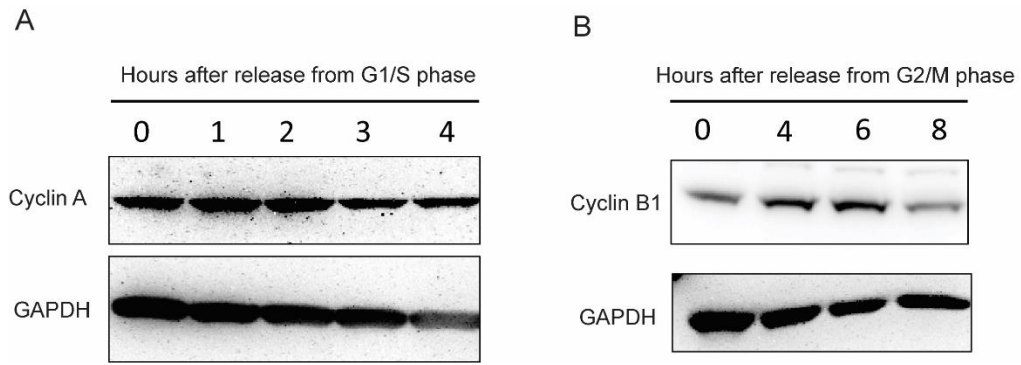 A
Hours after release from G1/S phase
0 1 2 3 4
Cyclin A
GAPDH
B
Hours after release from G2/M phase
0 4 6 8
Cyclin B1
GAPDH